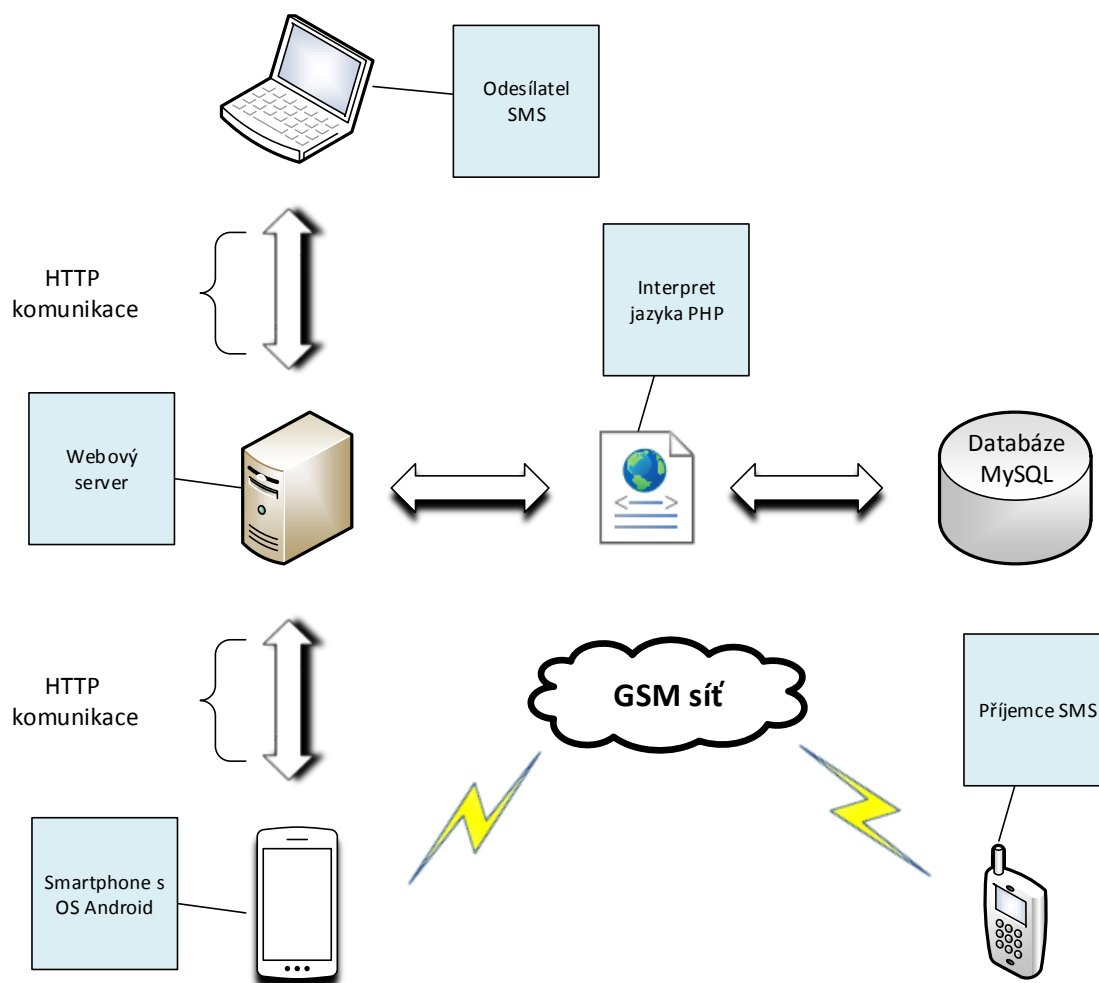 Odesílatel
SMS
HTTP
komunikace
Interpret
jazyka PHP
Webový
server
Databáze
MySQL
HTTP
komunikace
GSM síť
Příjemce SMS
Smartphone s
OS Android